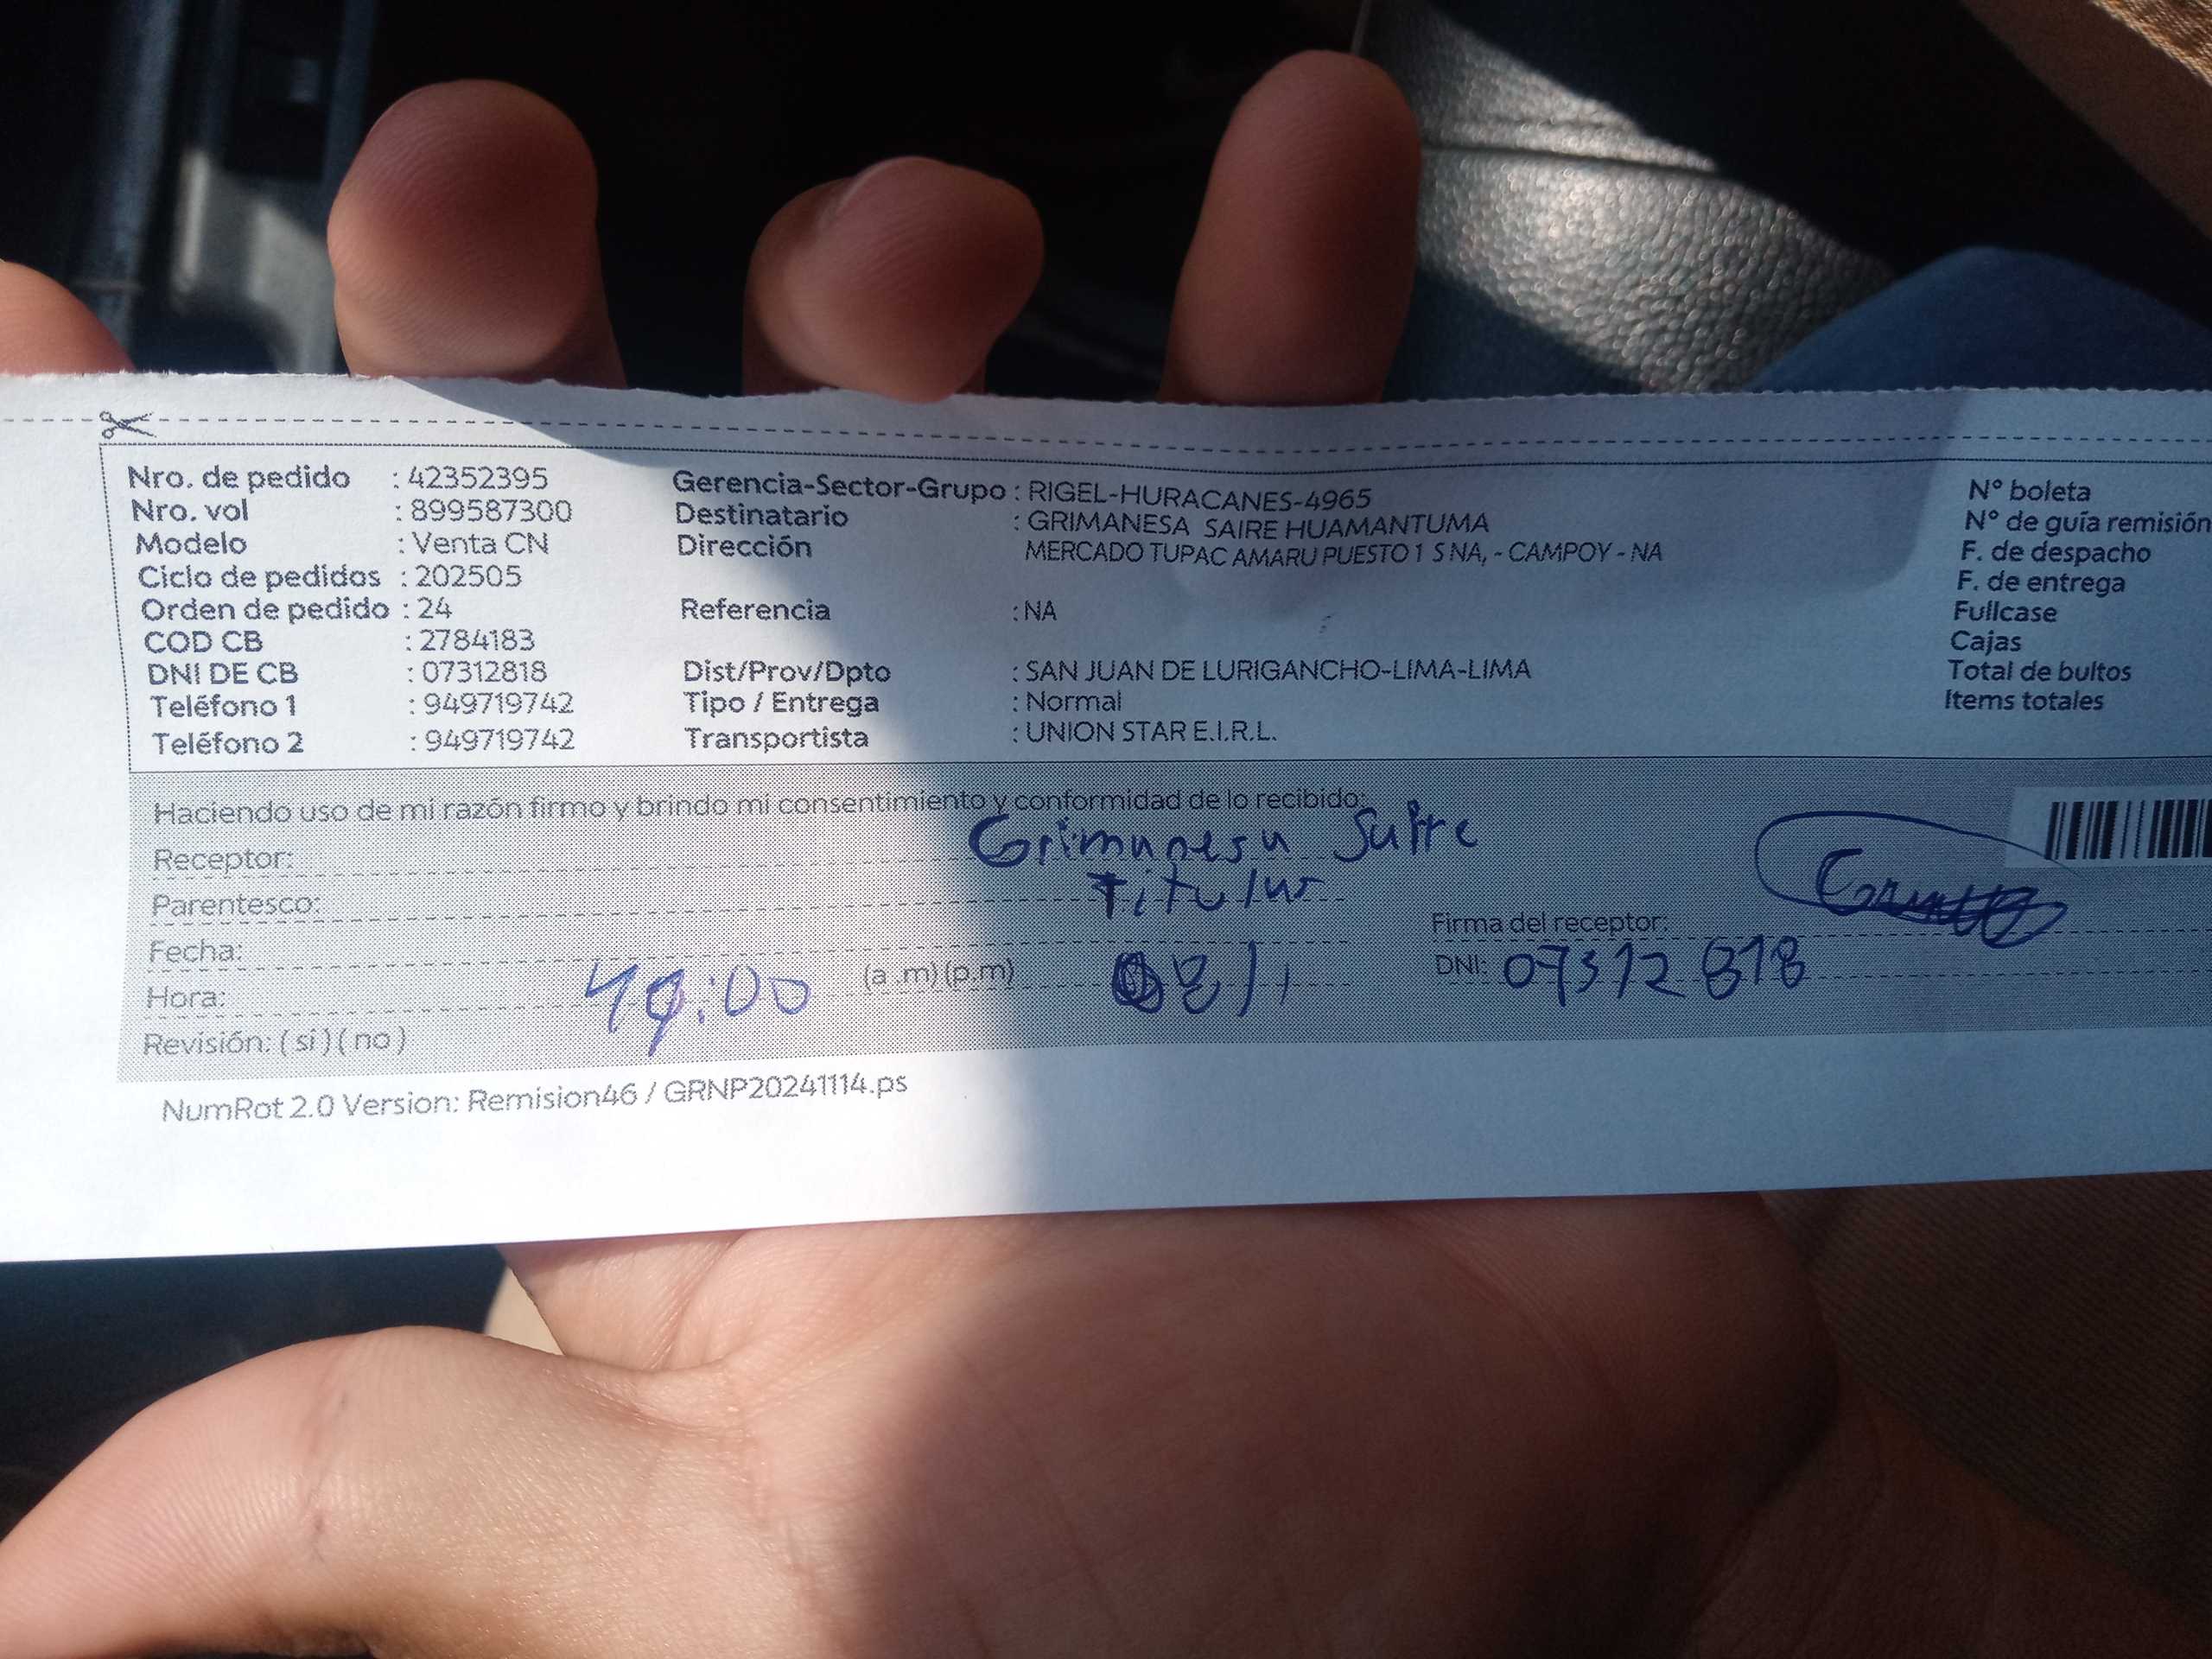 Nro. de pedido : 42352395
Nro. vol : 899587300
Modelo : Venta CN
Ciclo de pedidos : 202505
Orden de pedido : 24
COD CB : 2784183
DNI DE CB : 07312818
Teléfono 1 : 949719742
Teléfono 2 : 949719742
Gerencia-Sector-Grupo : RIGEL-HURACANES-4965
Destinatario : GRIMANESA SAIRE HUAMANTUMA
Dirección MERCADO TUPAC AMARU PUESTO 1 S NA, - CAMPOY - NA
Referencia : NA
Dist/Prov/Dpto : SAN JUAN DE LURIGANCHO-LIMA-LIMA
Tipo / Entrega : Normal
Transportista : UNION STAR E.I.R.L.
N° boleta
N° de guía remisión
F. de despacho
F. de entrega
Fullcase
Cajas
Total de bultos
Items totales
Haciendo uso de mi razón firmo y brindo mi consentimiento y conformidad de lo recibido:
Receptor: Grimanesa Saire
Parentesco: Titular
Fecha:
Hora: :00 (a.m) (p.m)
Revisión: ( si ) ( no )
Firma del receptor:
DNI: 07312818
NumRot 2.0 Version: Remision46 / GRNP20241114.ps